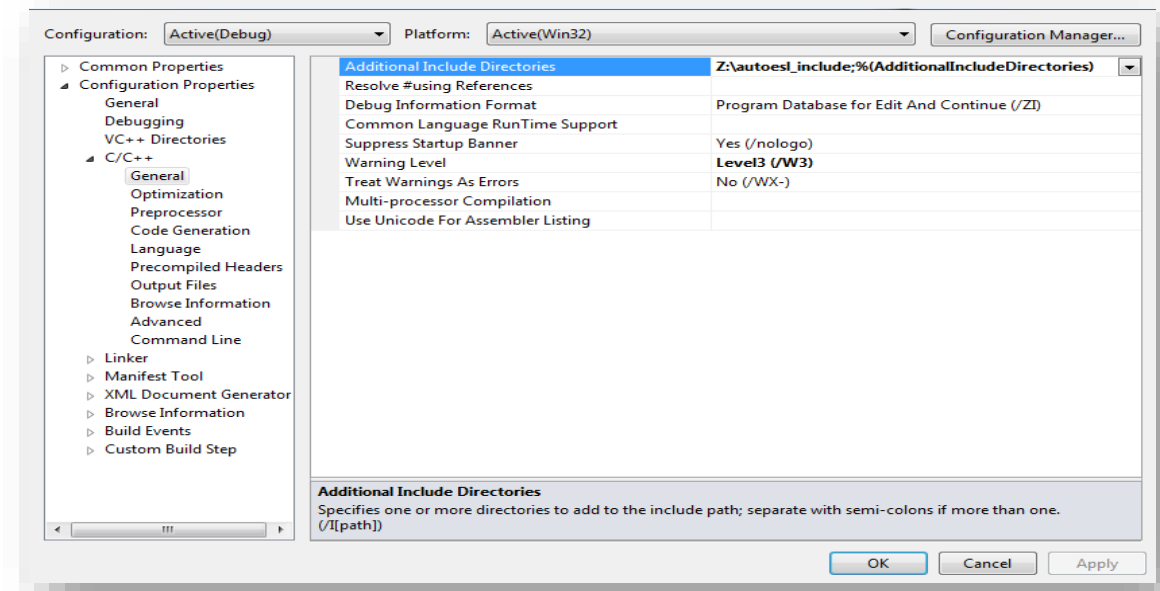 Configuration: Active(Debug) Platform: Active(Win32) Configuration Manager...
Common Properties
Configuration Properties
General
Debugging
VC++ Directories
C/C++
General
Optimization
Preprocessor
Code Generation
Language
Precompiled Headers
Output Files
Browse Information
Advanced
Command Line
Linker
Manifest Tool
XML Document Generator
Browse Information
Build Events
Custom Build Step
Additional Include Directories Z:\autoesl_include;%(AdditionalIncludeDirectories)
Resolve #using References
Debug Information Format Program Database for Edit And Continue (/ZI)
Common Language RunTime Support
Suppress Startup Banner Yes (/nologo)
Warning Level Level3 (/W3)
Treat Warnings As Errors No (/WX-)
Multi-processor Compilation
Use Unicode For Assembler Listing
Additional Include Directories
Specifies one or more directories to add to the include path; separate with semi-colons if more than one.
(/I[path])
OK Cancel Apply